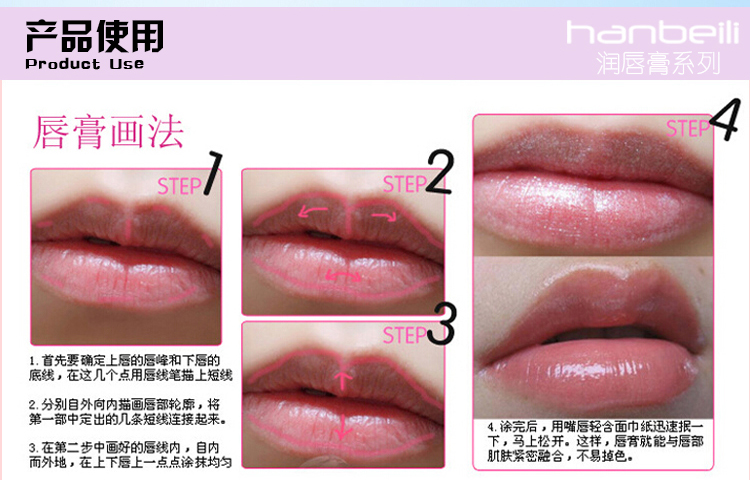 产品使用
Product Use
hanbeili
润唇膏系列
唇膏画法
STEP1
STEP2
STEP3
STEP4
1.首先要确定上唇的唇峰和下唇的
底线，在这几个点用唇线笔描上短线
2.分别自外向内描画唇部轮廓，将
第一部中定出的几条短线连接起来。
3.在第二步中画好的唇线内，自内
而外地，在上下唇上一点点涂抹均匀
4.涂完后，用嘴唇轻含面巾纸迅速抿一
下，马上松开。这样，唇膏就能与唇部
肌肤紧密融合，不易掉色。